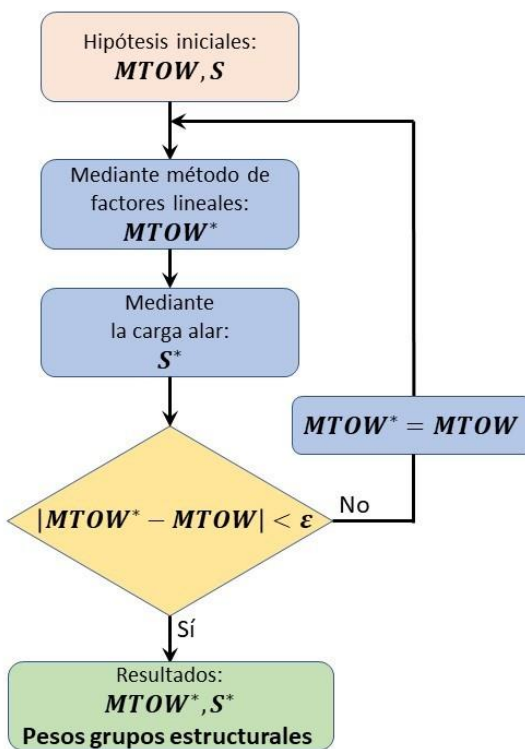 Hipótesis iniciales:
MTOW, S
Mediante método de
factores lineales:
MTOW*
Mediante
la carga alar:
S*
MTOW* = MTOW
|MTOW* − MTOW| < ε
No
Sí
Resultados:
MTOW*, S*
Pesos grupos estructurales